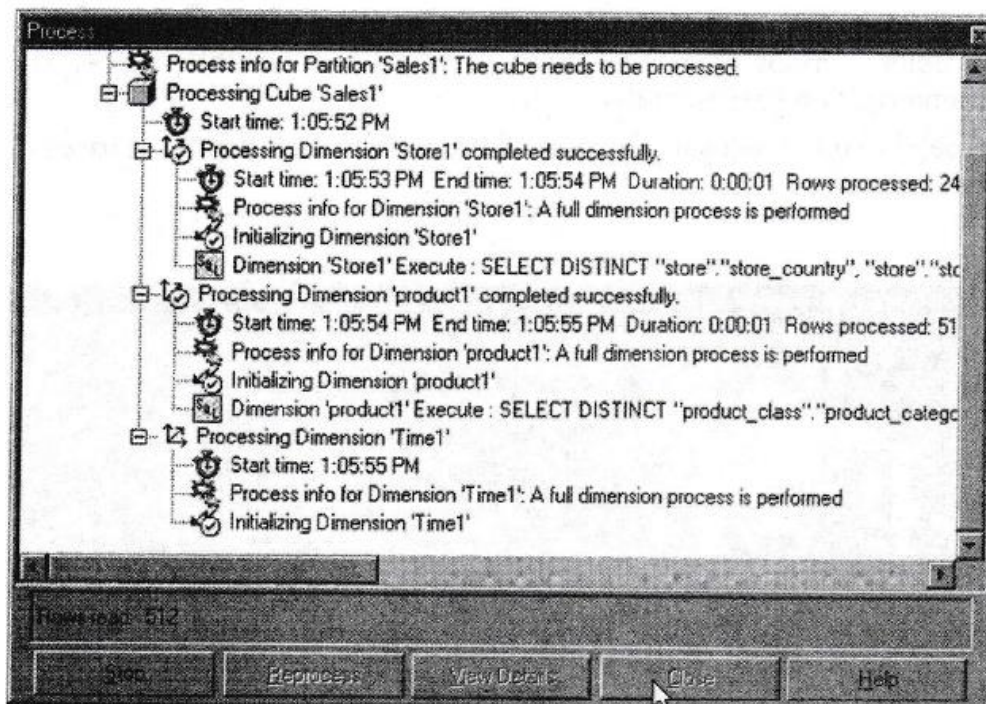 Process
Process info for Partition 'Sales1': The cube needs to be processed.
Processing Cube 'Sales1'
Start time: 1:05:52 PM
Processing Dimension 'Store1' completed successfully.
Start time: 1:05:53 PM End time: 1:05:54 PM Duration: 0:00:01 Rows processed: 24
Process info for Dimension 'Store1': A full dimension process is performed
Initializing Dimension 'Store1'
Dimension 'Store1' Execute : SELECT DISTINCT "store"."store_country", "store"."sto
Processing Dimension 'product1' completed successfully.
Start time: 1:05:54 PM End time: 1:05:55 PM Duration: 0:00:01 Rows processed: 51
Process info for Dimension 'product1': A full dimension process is performed
Initializing Dimension 'product1'
Dimension 'product1' Execute : SELECT DISTINCT "product_class"."product_catego
Processing Dimension 'Time1'
Start time: 1:05:55 PM
Process info for Dimension 'Time1': A full dimension process is performed
Initializing Dimension 'Time1'
Rows read: 512
Stop Reprocess View Details Close Help